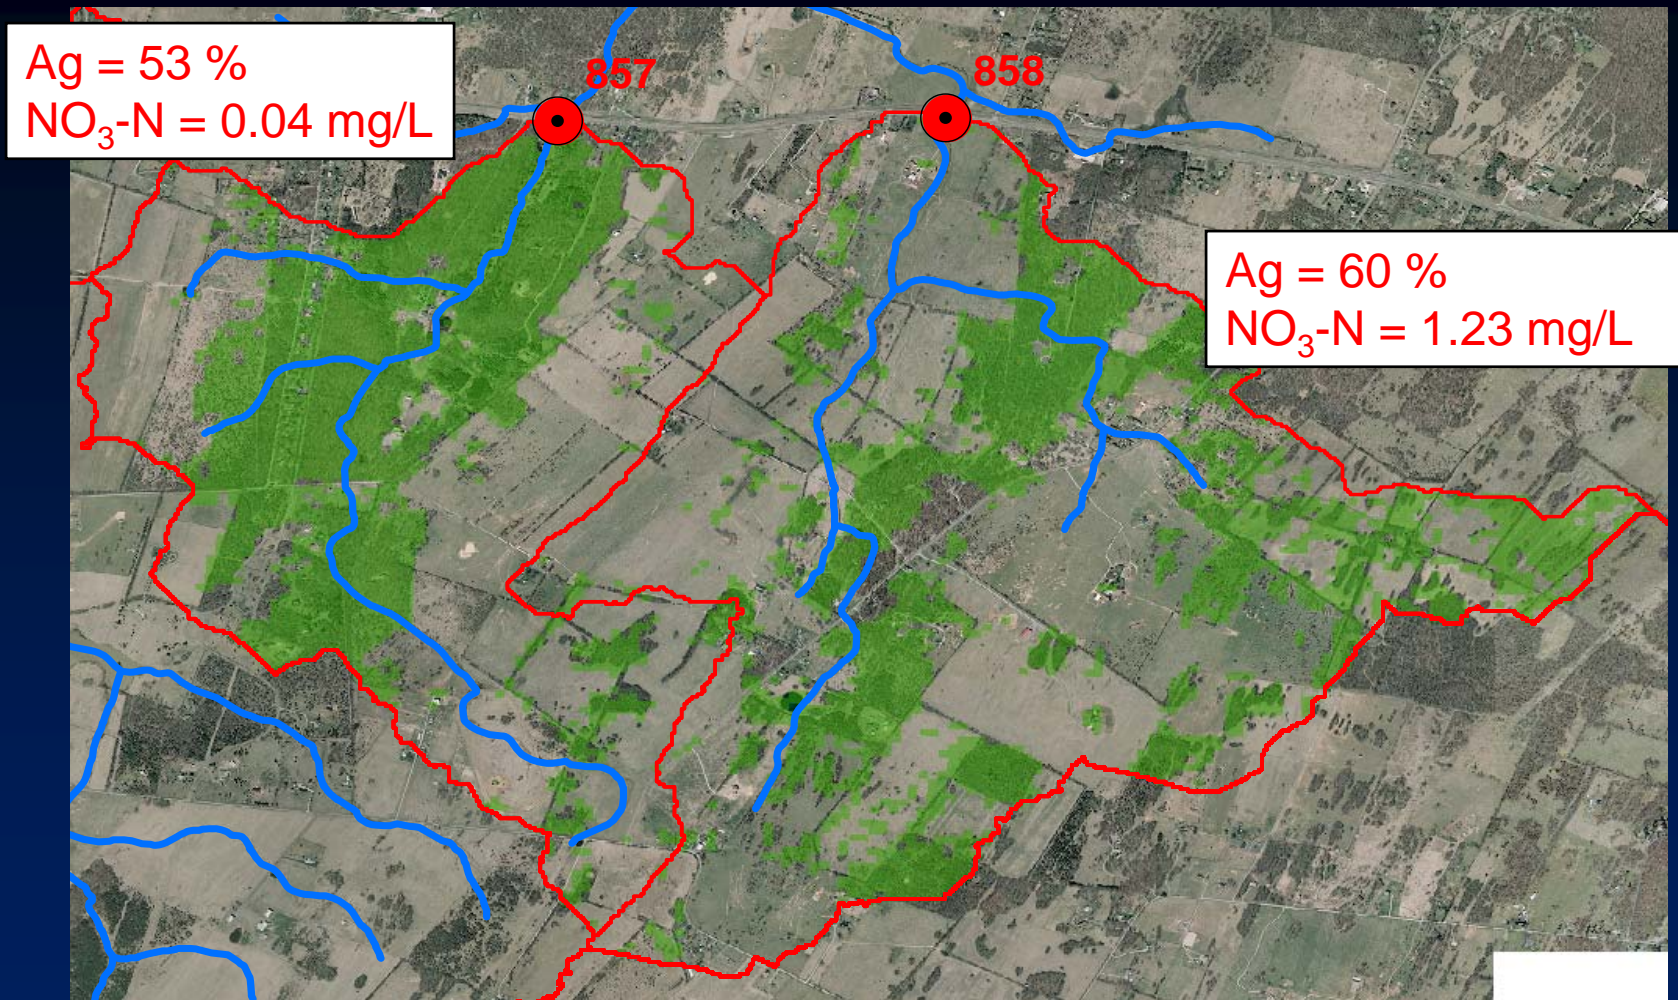 Ag = 53 %
NO₃-N = 0.04 mg/L
857
858
Ag = 60 %
NO₃-N = 1.23 mg/L